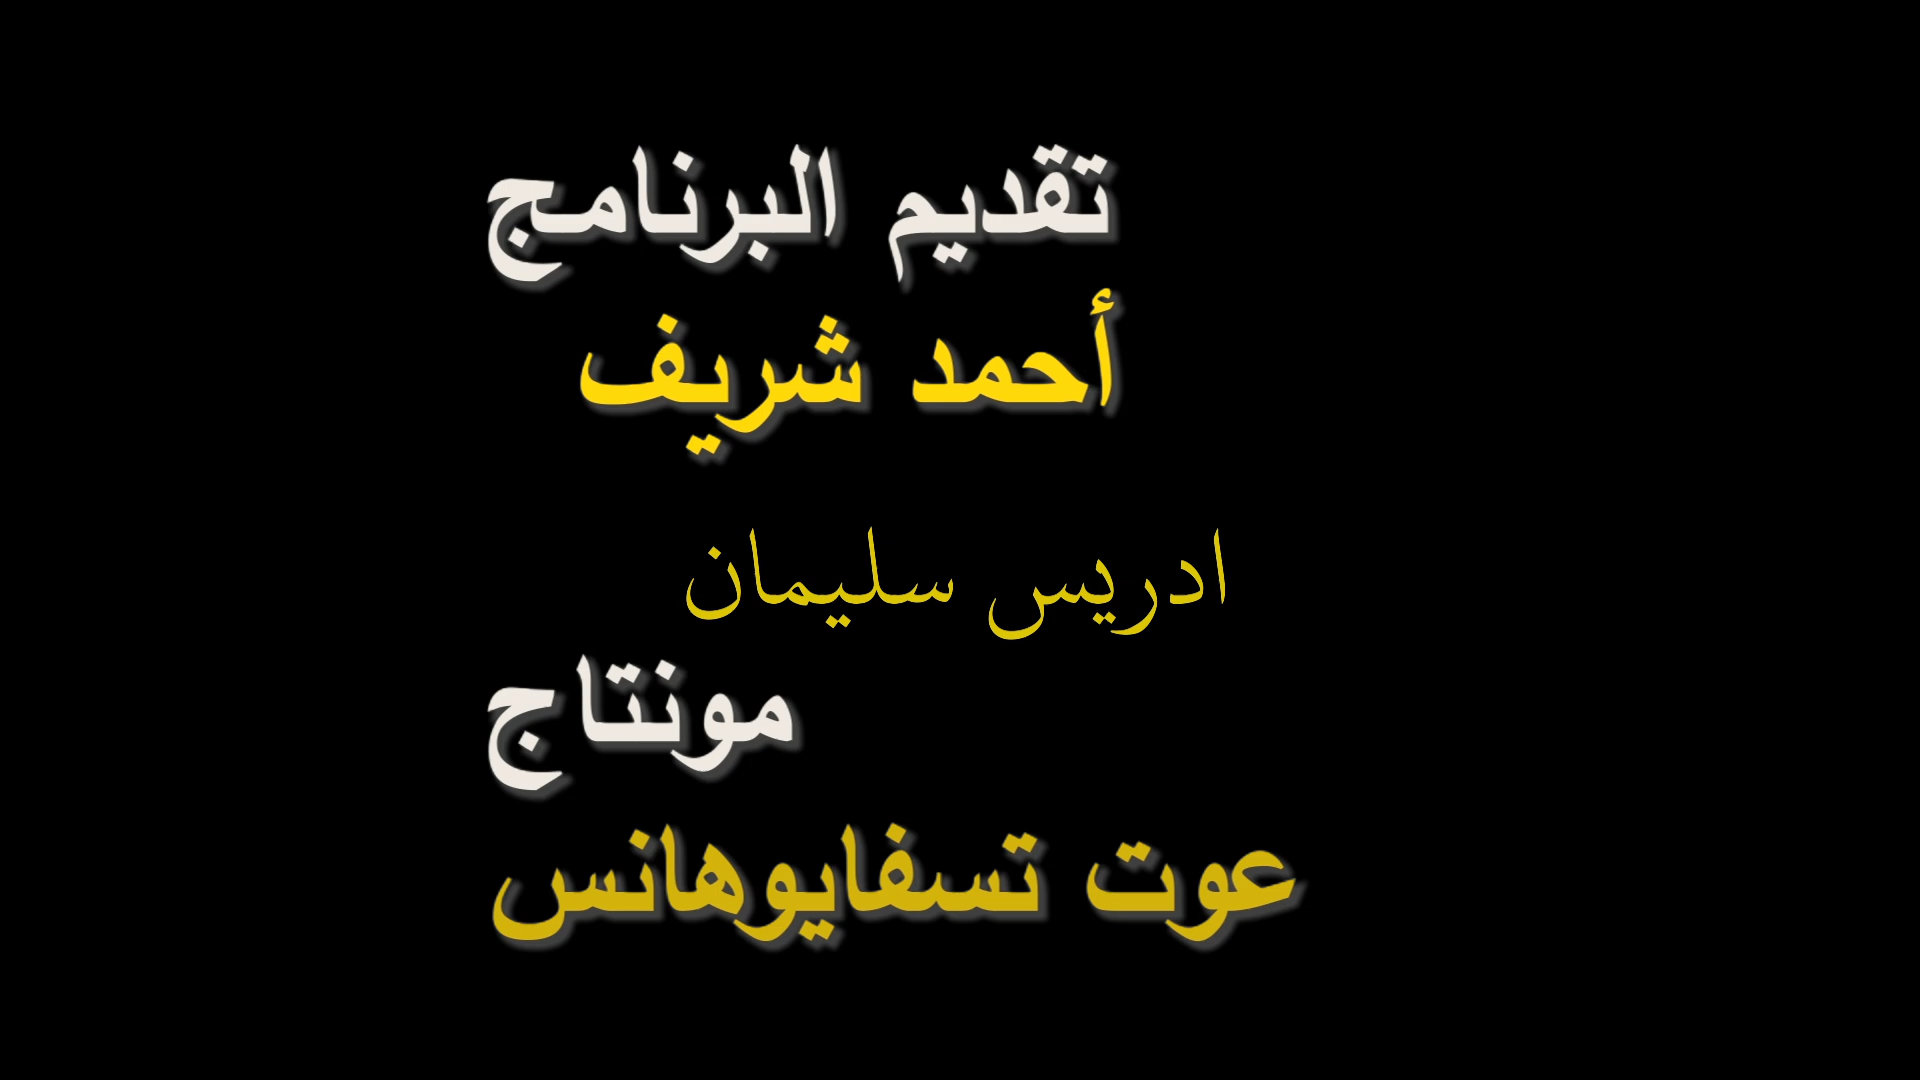 تقديم البرنامج
أحمد شريف
ادريس سليمان
مونتاج
عوت تسفايوهانس